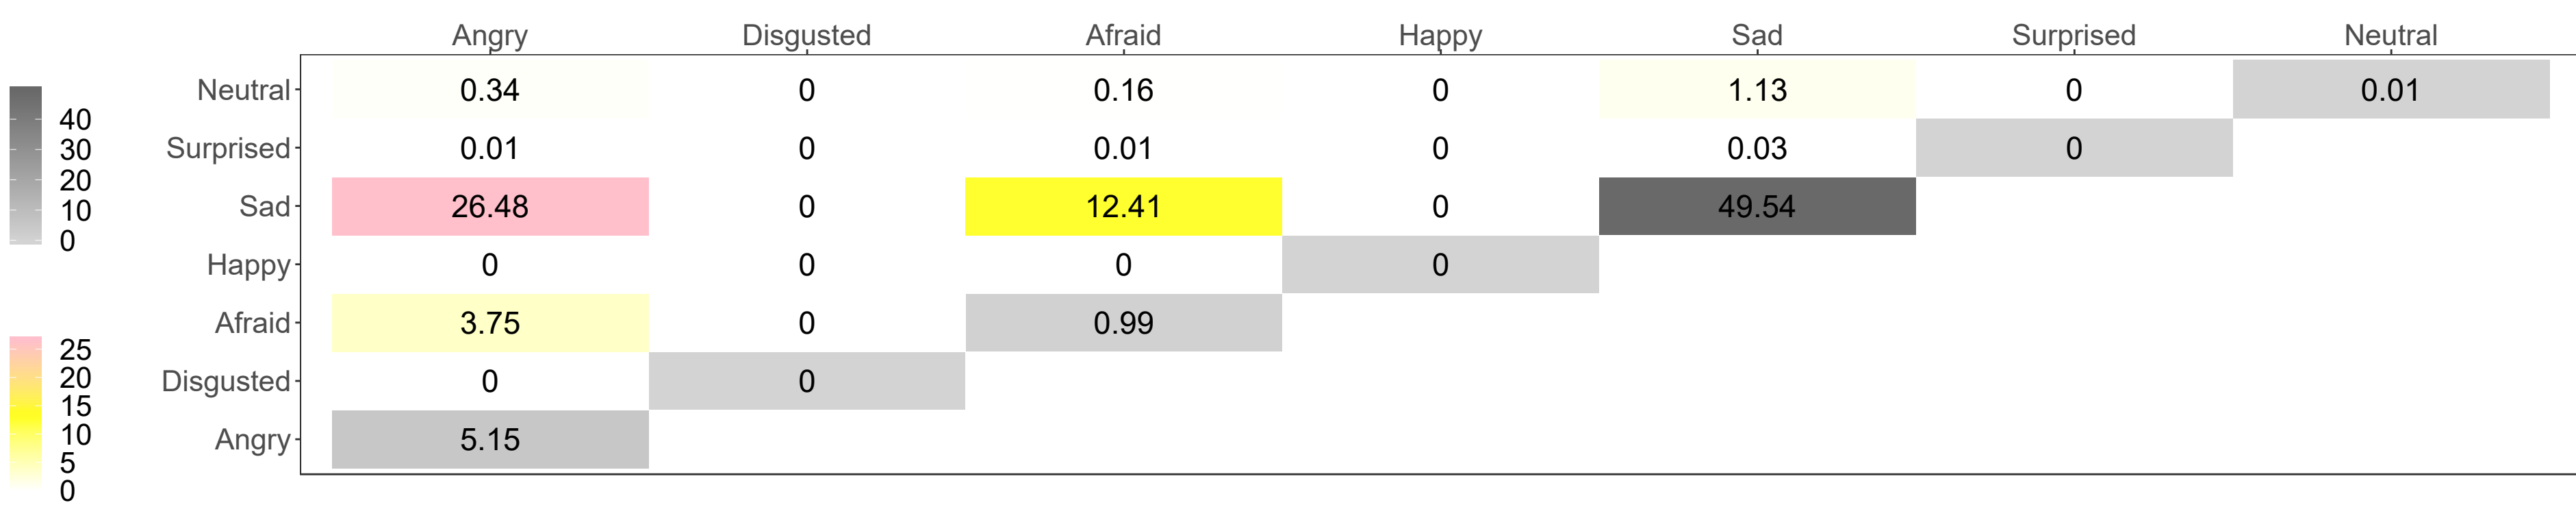 Angry Disgusted Afraid Happy Sad Surprised Neutral
Neutral 0.34 0 0.16 0 1.13 0 0.01
Surprised 0.01 0 0.01 0 0.03 0
Sad 26.48 0 12.41 0 49.54
Happy 0 0 0 0
Afraid 3.75 0 0.99
Disgusted 0 0
Angry 5.15
40
30
20
10
0
25
20
15
10
5
0